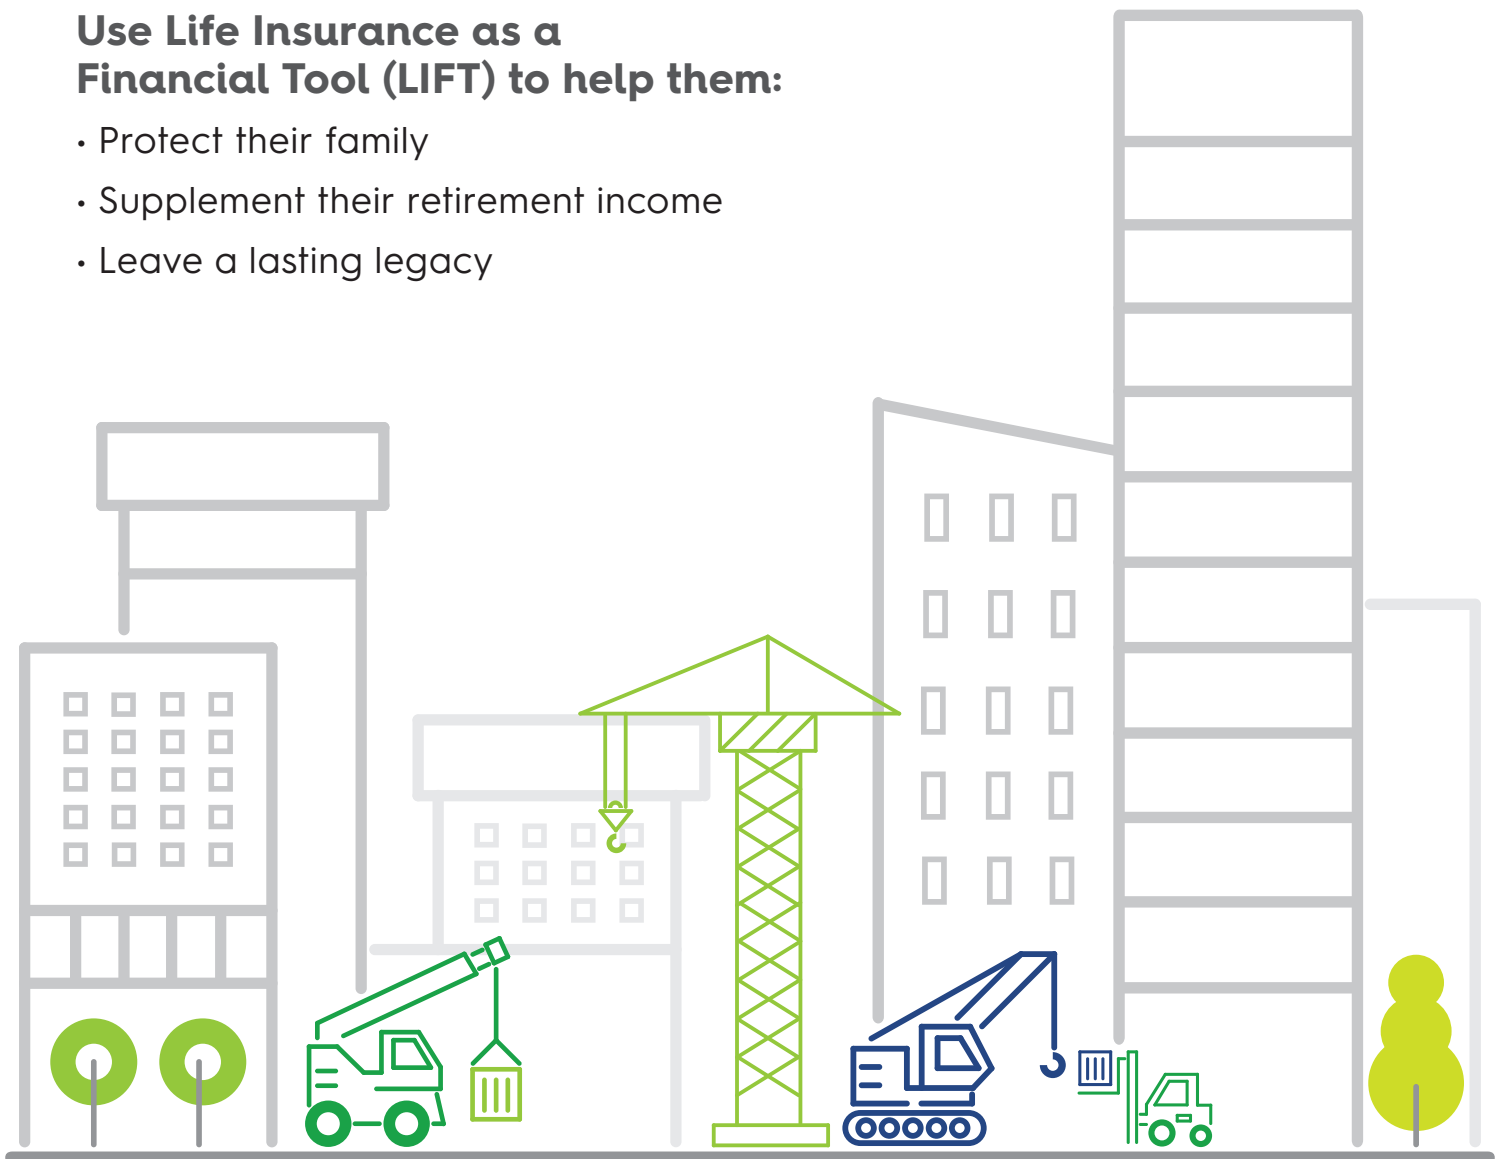 Use Life Insurance as a
Financial Tool (LIFT) to help them:
· Protect their family
· Supplement their retirement income
· Leave a lasting legacy